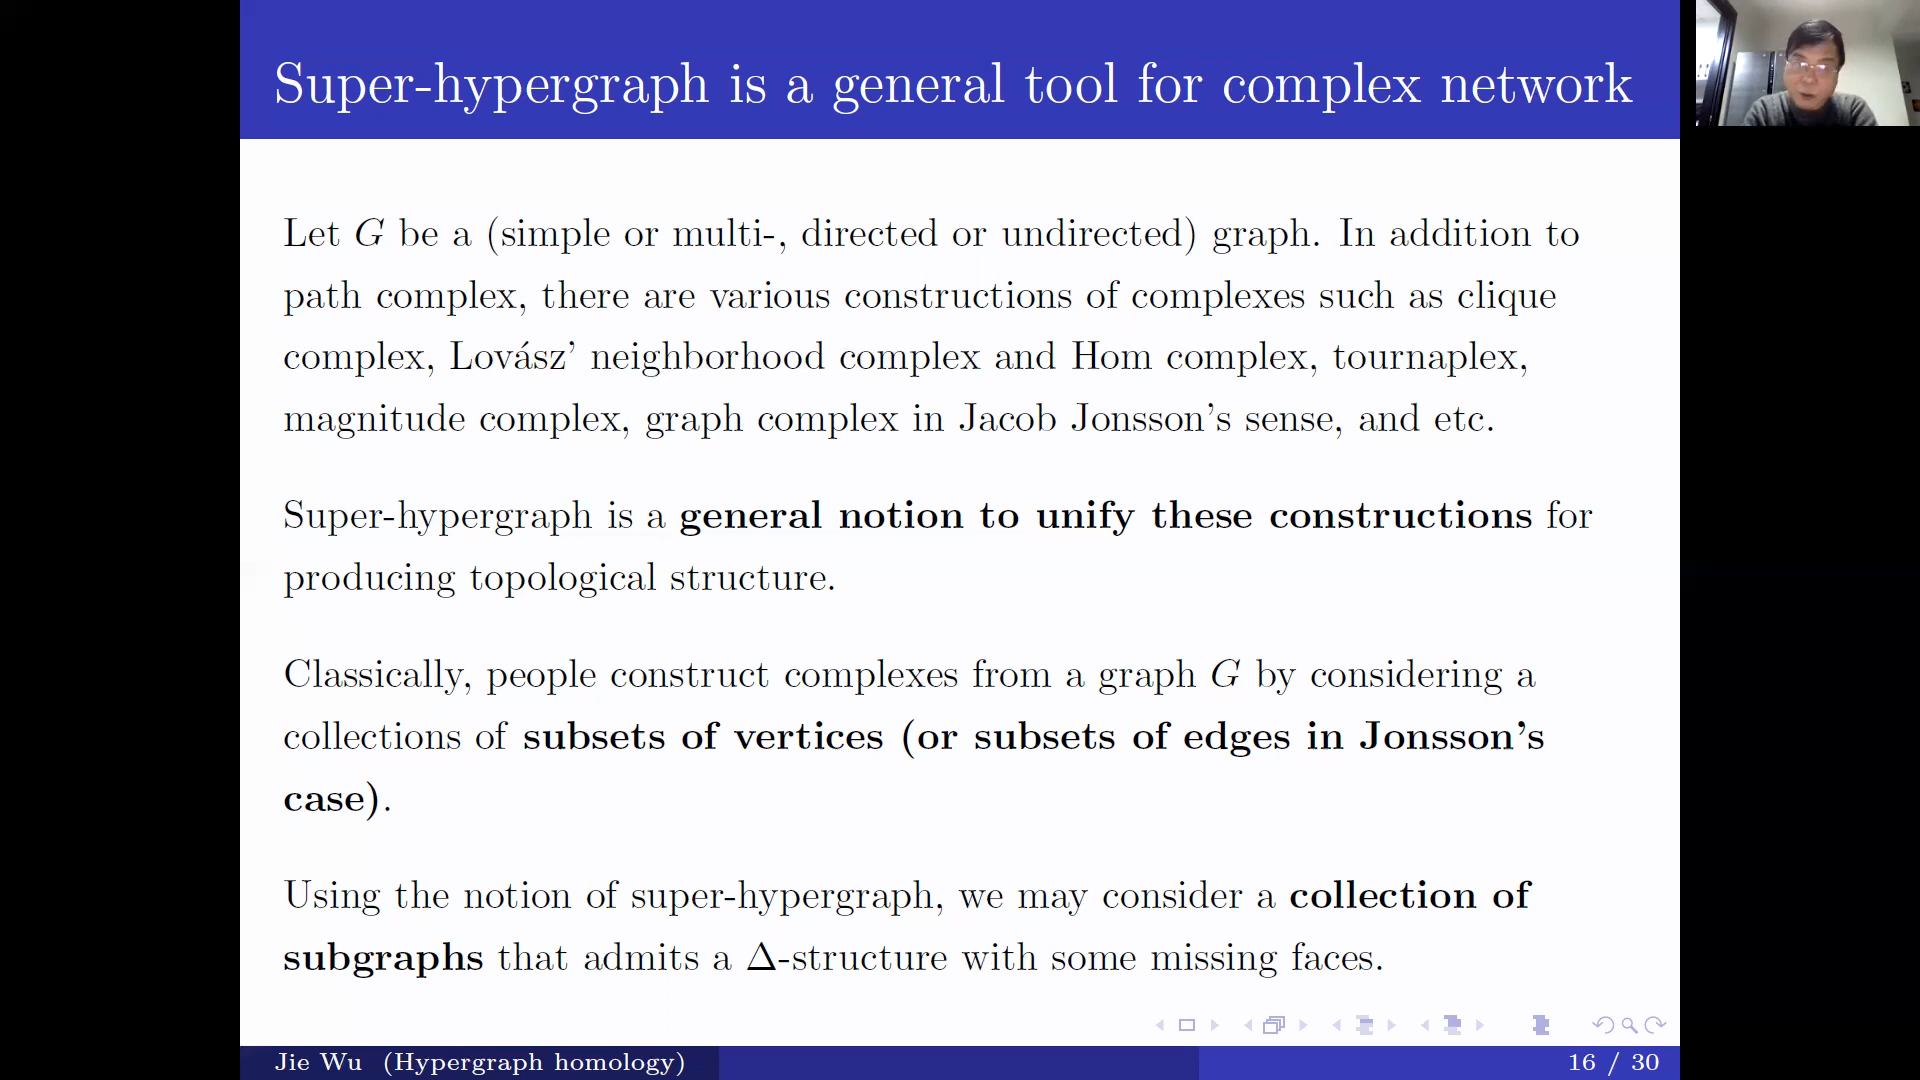 Super-hypergraph is a general tool for complex network
Let G be a (simple or multi-, directed or undirected) graph. In addition to
path complex, there are various constructions of complexes such as clique
complex, Lovász' neighborhood complex and Hom complex, tournaplex,
magnitude complex, graph complex in Jacob Jonsson's sense, and etc.
Super-hypergraph is a general notion to unify these constructions for
producing topological structure.
Classically, people construct complexes from a graph G by considering a
collections of subsets of vertices (or subsets of edges in Jonsson's
case).
Using the notion of super-hypergraph, we may consider a collection of
subgraphs that admits a Δ-structure with some missing faces.
Jie Wu (Hypergraph homology)
16 / 30